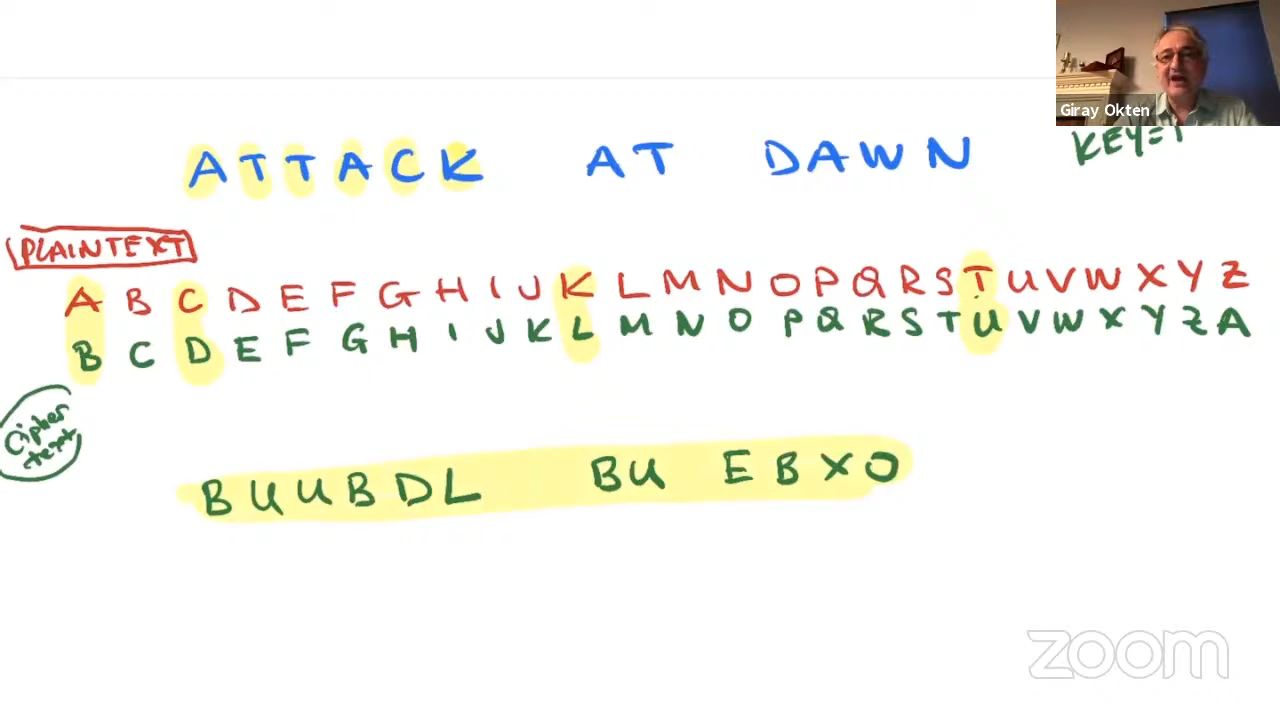 Giray Okten
KEY=1
ATTACK AT DAWN
PLAINTEXT
A B C D E F G H I J K L M N O P Q R S T U V W X Y Z
B C D E F G H I J K L M N O P Q R S T U V W X Y Z A
Cipher
text
BUUBDL BU EBXO
zoom